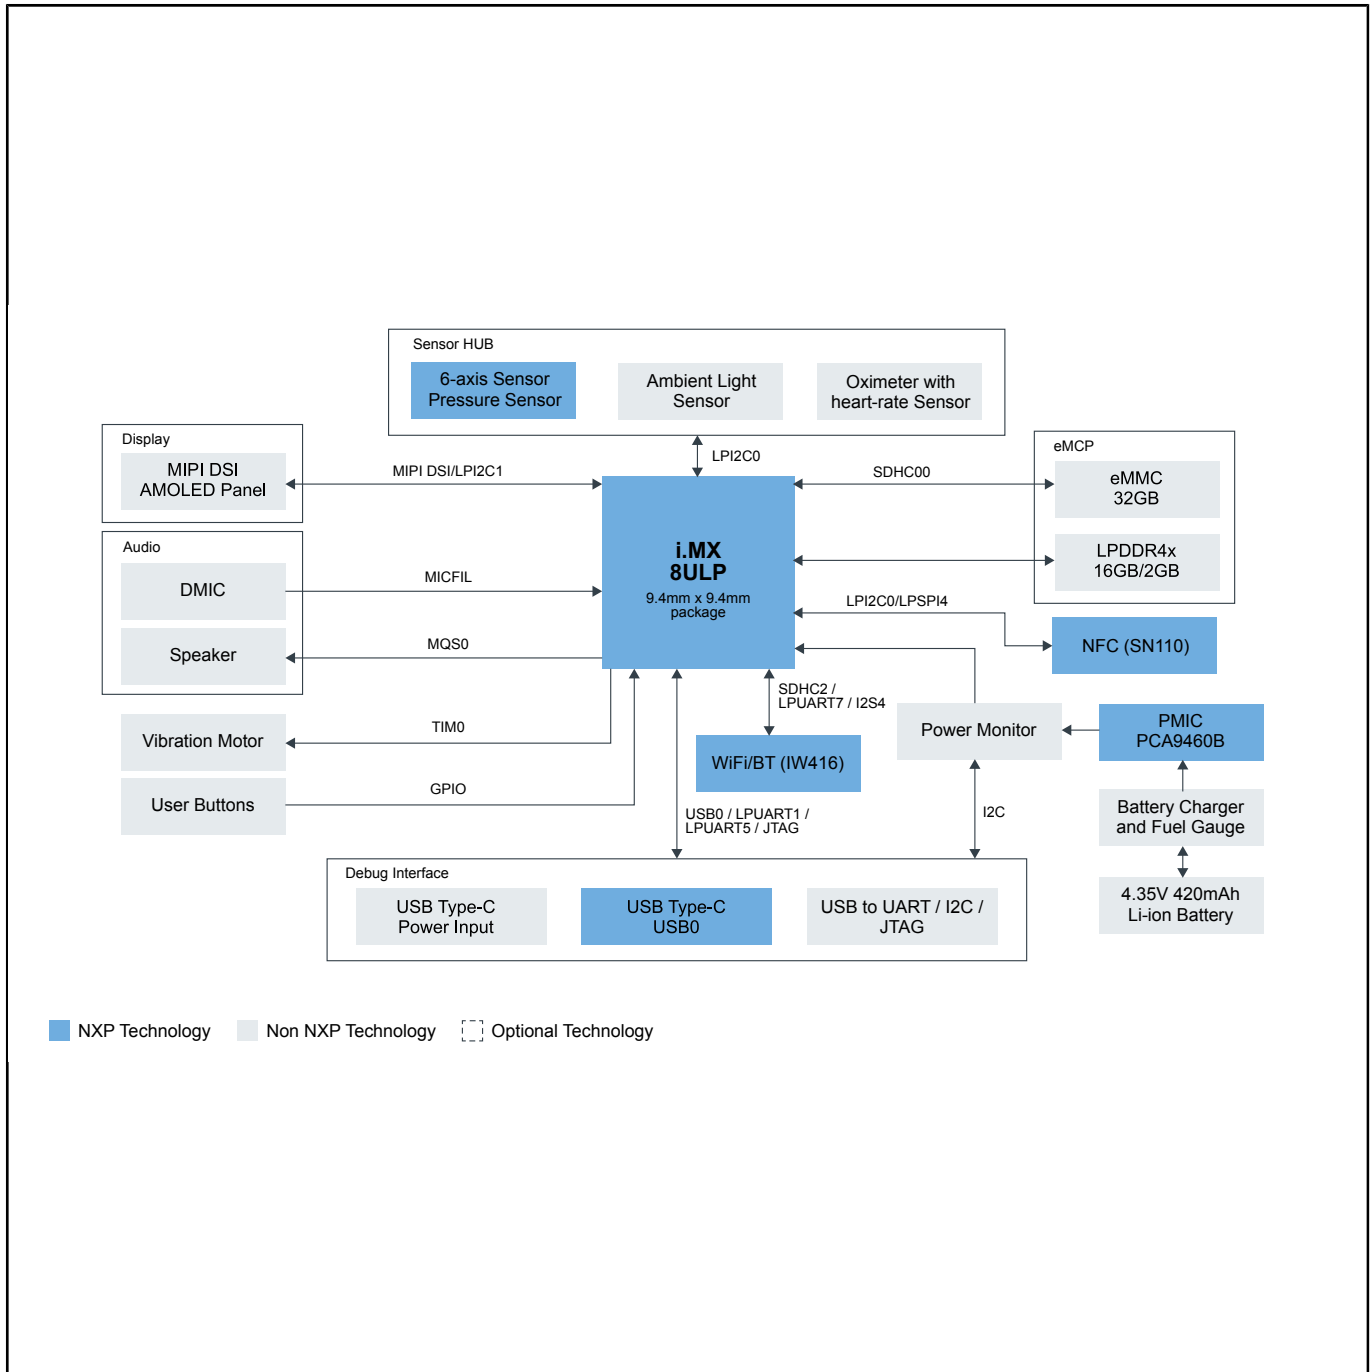 Sensor HUB
6-axis Sensor
Pressure Sensor
Ambient Light
Sensor
Oximeter with
heart-rate Sensor
LPI2C0
Display
MIPI DSI
AMOLED Panel
MIPI DSI/LPI2C1
Audio
DMIC
MICFIL
Speaker
MQS0
i.MX
8ULP
9.4mm x 9.4mm
package
SDHC00
eMCP
eMMC
32GB
LPDDR4x
16GB/2GB
LPI2C0/LPSPI4
NFC (SN110)
Vibration Motor
TIM0
User Buttons
GPIO
SDHC2 /
LPUART7 / I2S4
WiFi/BT (IW416)
Power Monitor
PMIC
PCA9460B
Battery Charger
and Fuel Gauge
4.35V 420mAh
Li-ion Battery
USB0 / LPUART1 /
LPUART5 / JTAG
I2C
Debug Interface
USB Type-C
Power Input
USB Type-C
USB0
USB to UART / I2C /
JTAG
NXP Technology
Non NXP Technology
Optional Technology